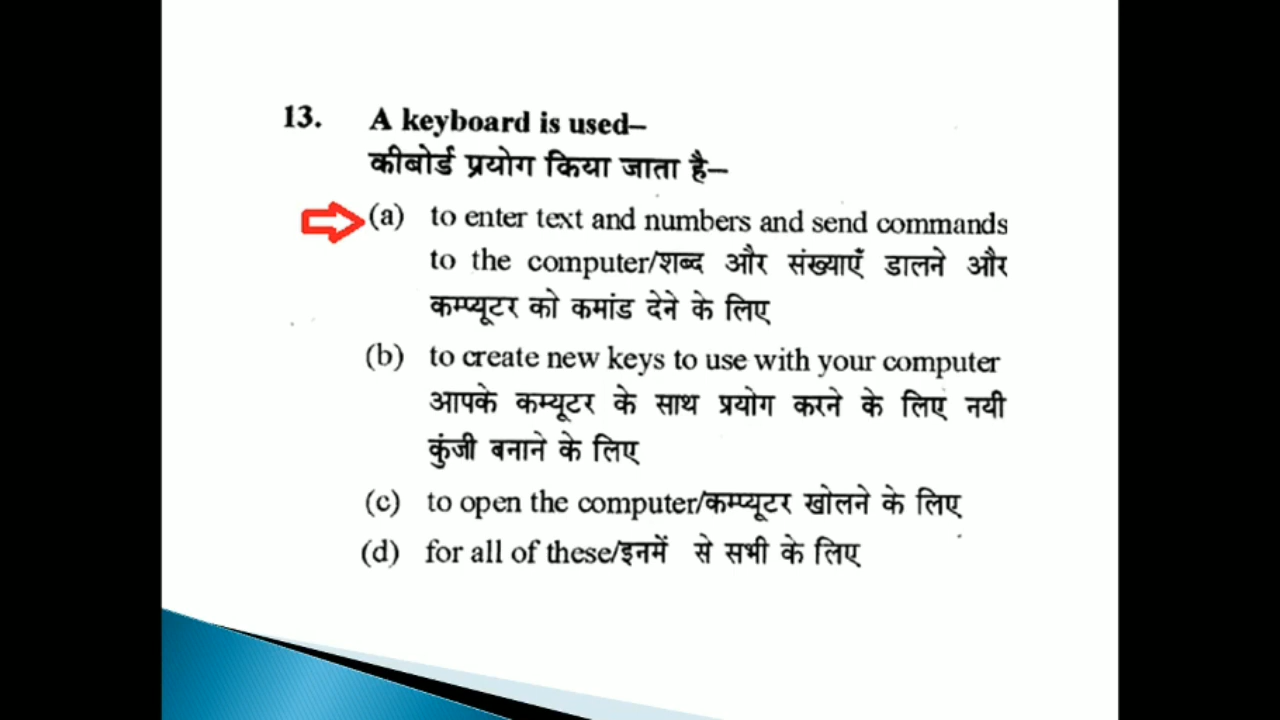 13. A keyboard is used–
कीबोर्ड प्रयोग किया जाता है–
(a) to enter text and numbers and send commands
to the computer/शब्द और संख्याएँ डालने और
कम्प्यूटर को कमांड देने के लिए
(b) to create new keys to use with your computer
आपके कम्यूटर के साथ प्रयोग करने के लिए नयी
कुंजी बनाने के लिए
(c) to open the computer/कम्प्यूटर खोलने के लिए
(d) for all of these/इनमें से सभी के लिए